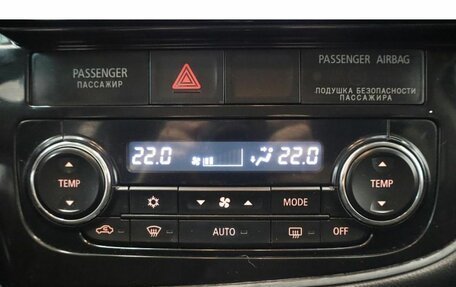 PASSENGER
ПАССАЖИР
PASSENGER AIRBAG
ПОДУШКА БЕЗОПАСНОСТИ
ПАССАЖИРА
22.0
22.0
TEMP
TEMP
MODE
AUTO
OFF